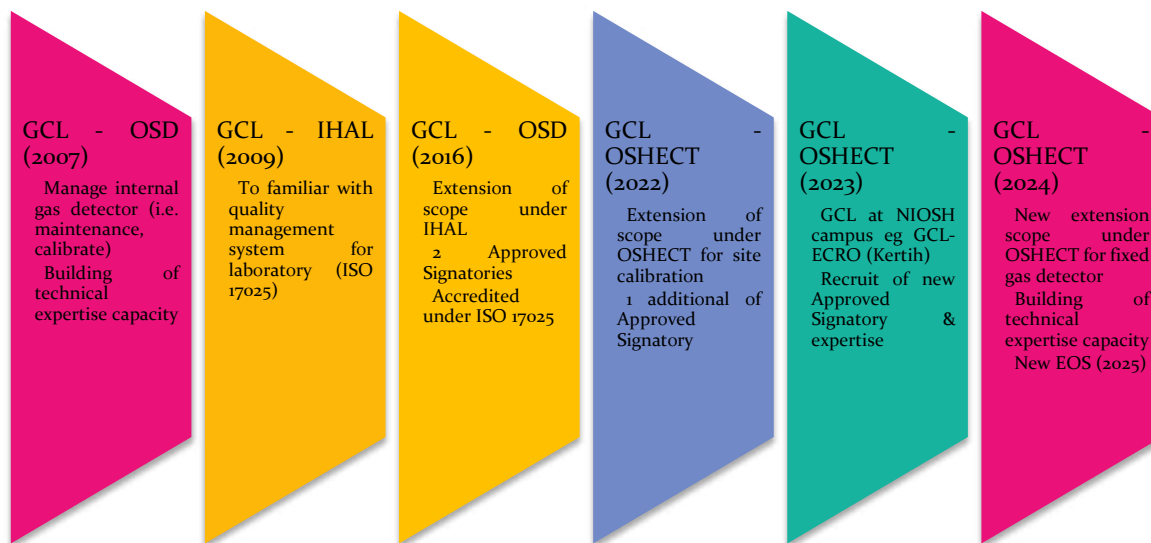 GCL - OSD
(2007)
Manage internal
gas detector (i.e.
maintenance,
calibrate)
Building of
technical
expertise capacity
GCL - IHAL
(2009)
To familiar with
quality
management
system for
laboratory (ISO
17025)
GCL - OSD
(2016)
Extension of
scope under
IHAL
2 Approved
Signatories
Accredited
under ISO 17025
GCL -
OSHECT
(2022)
Extension of
scope under
OSHECT for site
calibration
1 additional of
Approved
Signatory
GCL -
OSHECT
(2023)
GCL at NIOSH
campus eg GCL-
ECRO (Kertih)
Recruit of new
Approved
Signatory &
expertise
GCL -
OSHECT
(2024)
New extension
scope under
OSHECT for fixed
gas detector
Building of
technical
expertise capacity
New EOS (2025)